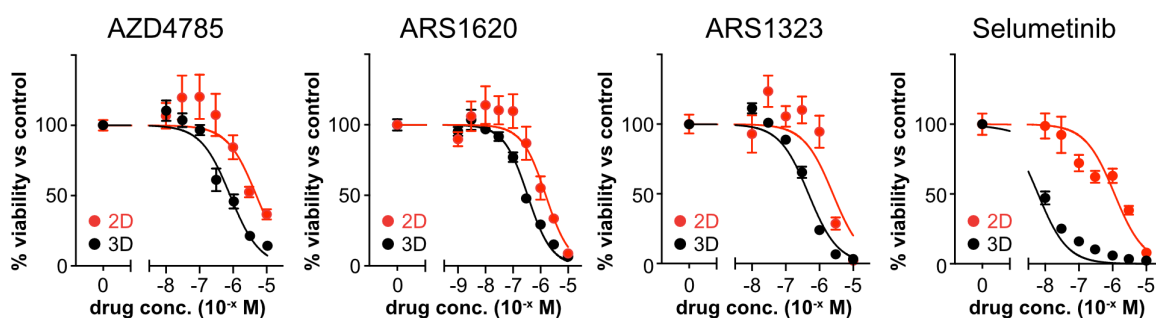 AZD4785
% viability vs control
100
50
0
2D
3D
0
-8
-7
-6
-5
drug conc. (10⁻ˣ M)
ARS1620
% viability vs control
100
50
0
2D
3D
0
-9
-8
-7
-6
-5
drug conc. (10⁻ˣ M)
ARS1323
% viability vs control
100
50
0
2D
3D
0
-8
-7
-6
-5
drug conc. (10⁻ˣ M)
Selumetinib
% viability vs control
100
50
0
2D
3D
0
-8
-7
-6
-5
drug conc. (10⁻ˣ M)